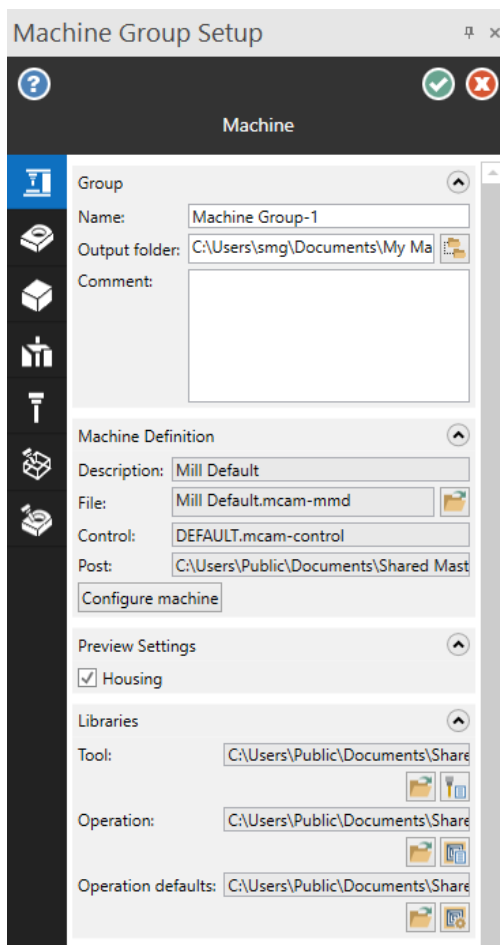 Machine Group Setup
Machine
Group
Name: Machine Group-1
Output folder: C:\Users\smg\Documents\My Ma
Comment:
Machine Definition
Description: Mill Default
File: Mill Default.mcam-mmd
Control: DEFAULT.mcam-control
Post: C:\Users\Public\Documents\Shared Mast
Configure machine
Preview Settings
Housing
Libraries
Tool: C:\Users\Public\Documents\Share
Operation: C:\Users\Public\Documents\Share
Operation defaults: C:\Users\Public\Documents\Share